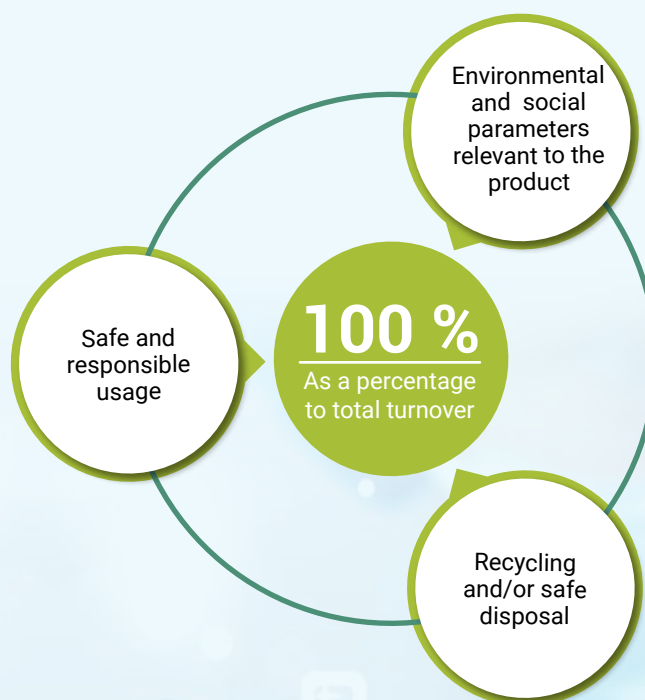 Environmental
and social
parameters
relevant to the
product
Safe and
responsible
usage
100 %
As a percentage
to total turnover
Recycling
and/or safe
disposal